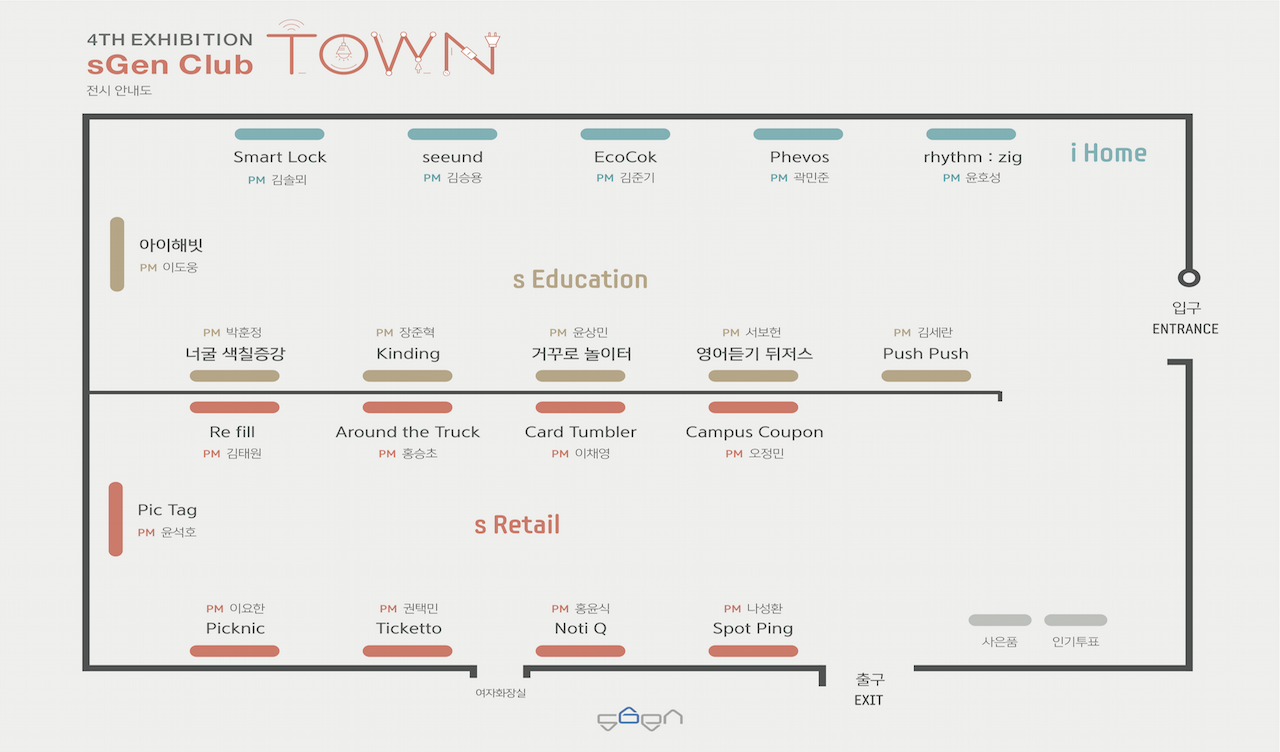 4TH EXHIBITION
sGen Club
TOWN
전시 안내도
Smart Lock
PM 김솔뫼
seeund
PM 김승용
EcoCok
PM 김준기
Phevos
PM 곽민준
rhythm : zig
PM 윤호성
i Home
아이해빗
PM 이도웅
s Education
입구
ENTRANCE
PM 박훈정
너굴 색칠증강
PM 장준혁
Kinding
PM 윤상민
거꾸로 놀이터
PM 서보헌
영어듣기 뒤저스
PM 김세란
Push Push
Re fill
PM 김태원
Around the Truck
PM 홍승초
Card Tumbler
PM 이채영
Campus Coupon
PM 오정민
Pic Tag
PM 윤석호
s Retail
PM 이요한
Picknic
PM 권택민
Ticketto
PM 홍윤식
Noti Q
PM 나성환
Spot Ping
사은품
인기투표
여자화장실
출구
EXIT
sGen